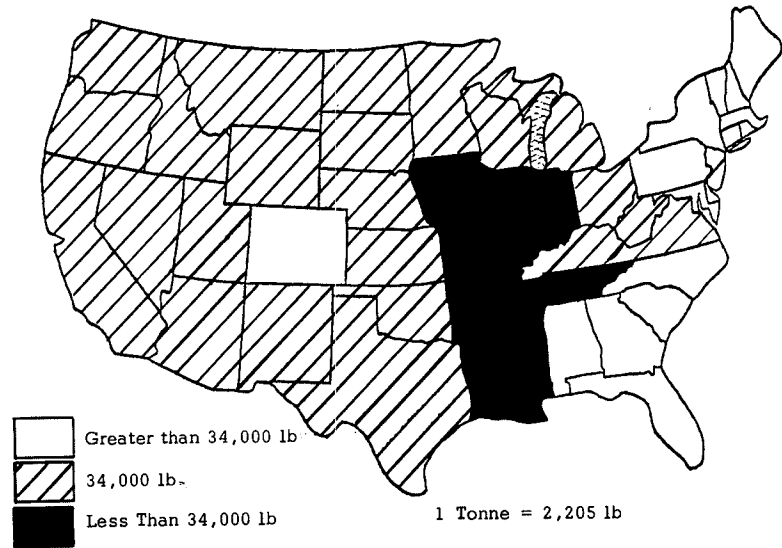 Greater than 34,000 lb
34,000 lb.
Less Than 34,000 lb
1 Tonne = 2,205 lb